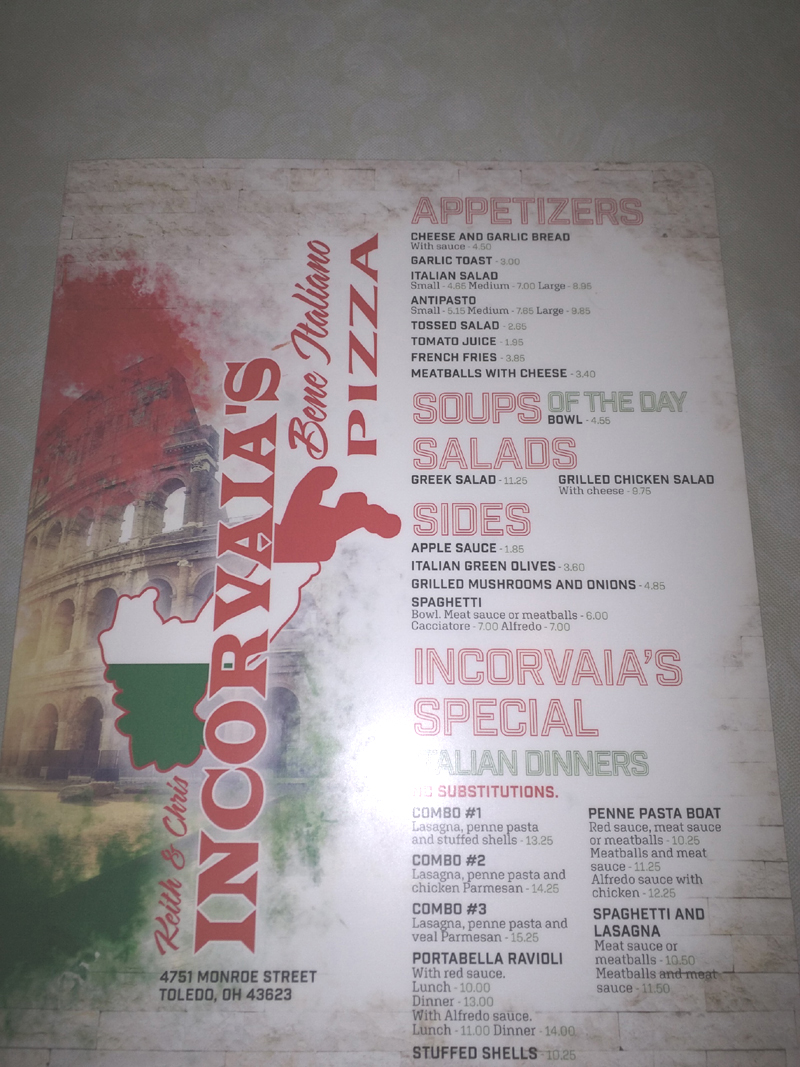 Keith & Chris
INCORVAIA'S
Bene Italiano
PIZZA
4751 MONROE STREET
TOLEDO, OH 43623
APPETIZERS
CHEESE AND GARLIC BREAD
With sauce - 4.50
GARLIC TOAST - 3.00
ITALIAN SALAD
Small - 4.65 Medium - 7.00 Large - 8.95
ANTIPASTO
Small - 5.15 Medium - 7.65 Large - 9.85
TOSSED SALAD - 2.65
TOMATO JUICE - 1.95
FRENCH FRIES - 3.85
MEATBALLS WITH CHEESE - 3.40
SOUPS OF THE DAY
BOWL - 4.55
SALADS
GREEK SALAD - 11.25
GRILLED CHICKEN SALAD
With cheese - 9.75
SIDES
APPLE SAUCE - 1.85
ITALIAN GREEN OLIVES - 3.60
GRILLED MUSHROOMS AND ONIONS - 4.85
SPAGHETTI
Bowl. Meat sauce or meatballs - 6.00
Cacciatore - 7.00 Alfredo - 7.00
INCORVAIA'S
SPECIAL
ITALIAN DINNERS
NO SUBSTITUTIONS.
COMBO #1
Lasagna, penne pasta
and stuffed shells - 13.25
COMBO #2
Lasagna, penne pasta and
chicken Parmesan - 14.25
COMBO #3
Lasagna, penne pasta and
veal Parmesan - 15.25
PORTABELLA RAVIOLI
With red sauce.
Lunch - 10.00
Dinner - 13.00
With Alfredo sauce.
Lunch - 11.00 Dinner - 14.00
STUFFED SHELLS - 10.25
PENNE PASTA BOAT
Red sauce, meat sauce
or meatballs - 10.25
Meatballs and meat
sauce - 11.25
Alfredo sauce with
chicken - 12.25
SPAGHETTI AND
LASAGNA
Meat sauce or
meatballs - 10.50
Meatballs and meat
sauce - 11.50